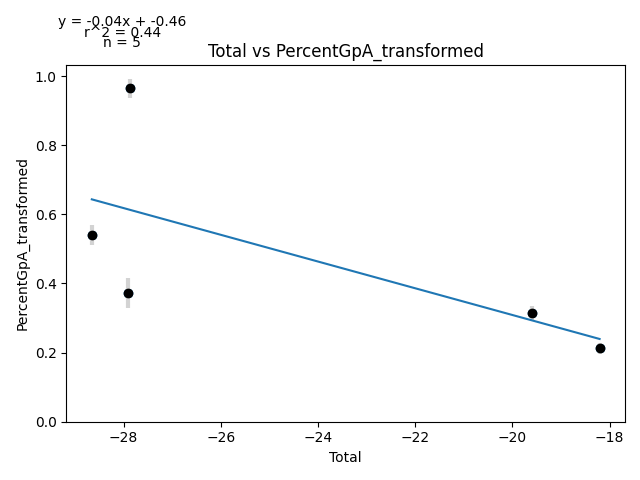 y = -0.04x + -0.46
r^2 = 0.44
n = 5
Total vs PercentGpA_transformed
PercentGpA_transformed
1.0
0.8
0.6
0.4
0.2
0.0
−28
−26
−24
−22
−20
−18
Total